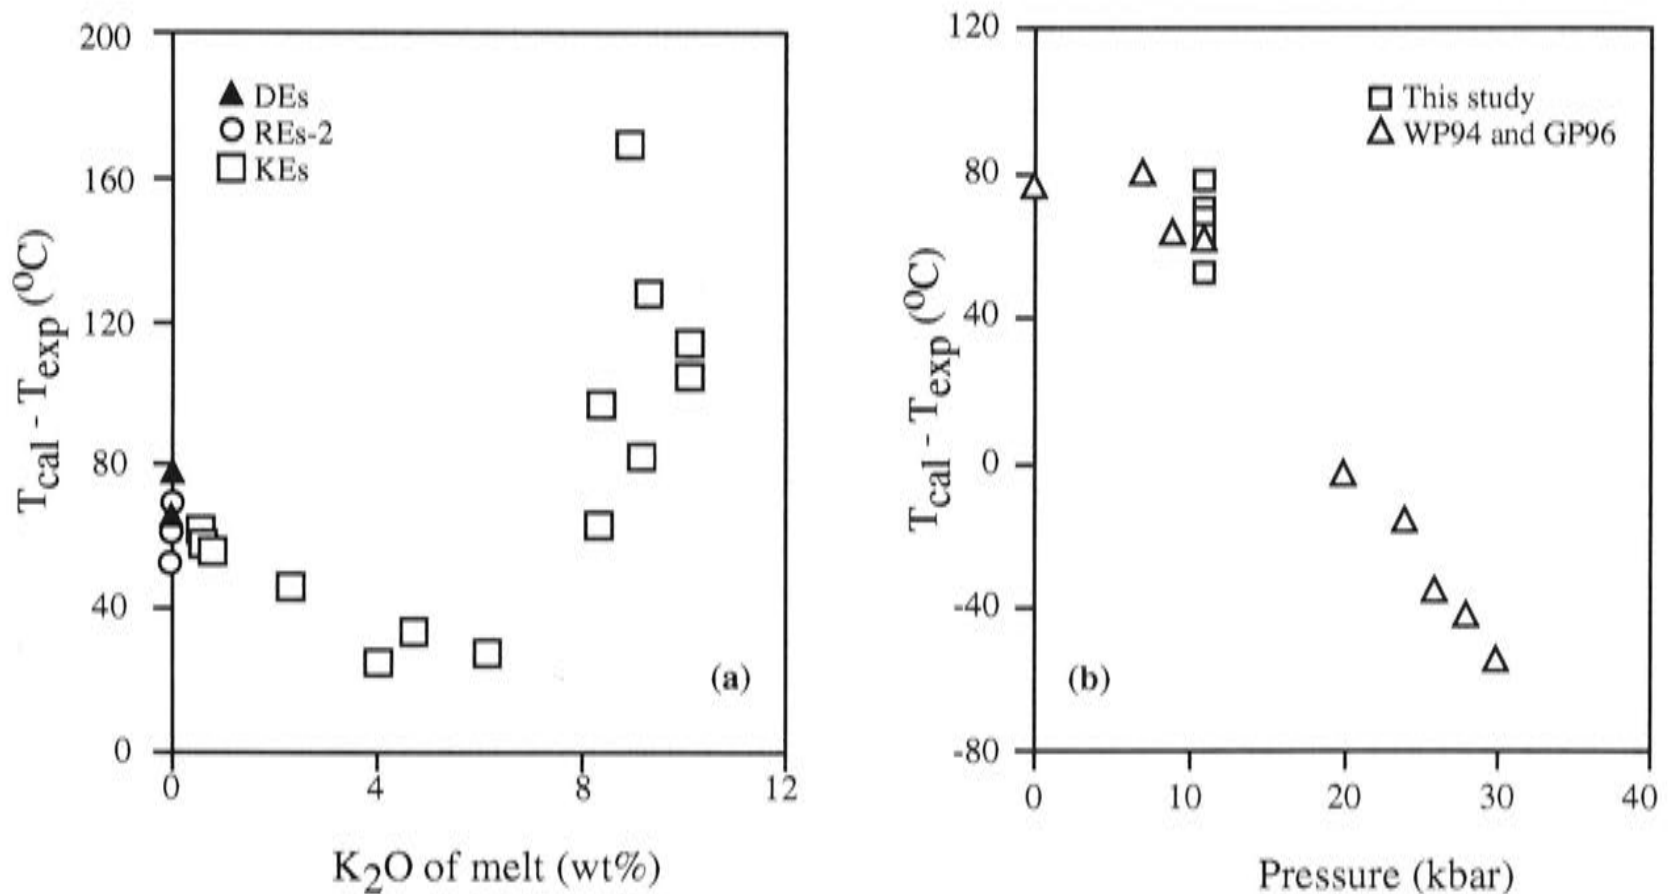 200
160
120
80
40
0
0
4
8
12
▲ DEs
○ REs-2
□ KEs
(a)
Tcal - Texp (ºC)
K2O of melt (wt%)
120
80
40
0
-40
-80
0
10
20
30
40
□ This study
△ WP94 and GP96
(b)
Tcal - Texp (ºC)
Pressure (kbar)